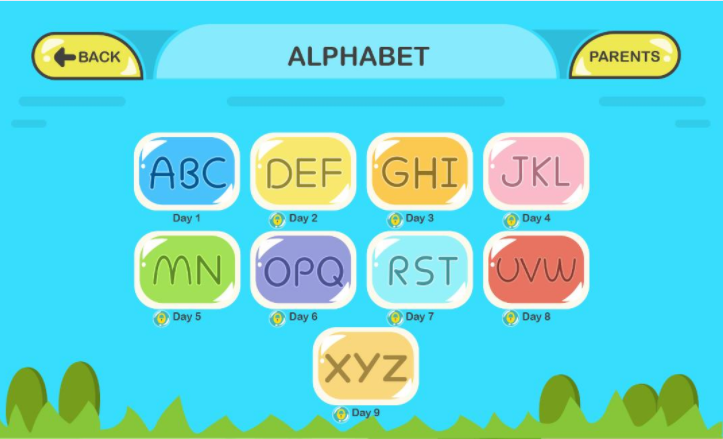 BACK
ALPHABET
PARENTS
ABC
DEF
GHI
JKL
Day 1
Day 2
Day 3
Day 4
MN
OPQ
RST
UVW
Day 5
Day 6
Day 7
Day 8
XYZ
Day 9